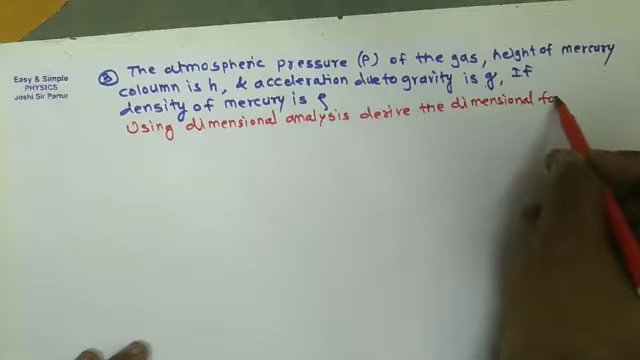 Easy & Simple
PHYSICS
Joshi Sir Partur
② The atmospheric pressure (P) of the gas, height of mercury
coloumn is h, & acceleration due to gravity is g, If
density of mercury is ρ
Using dimensional analysis derive the dimensional fo